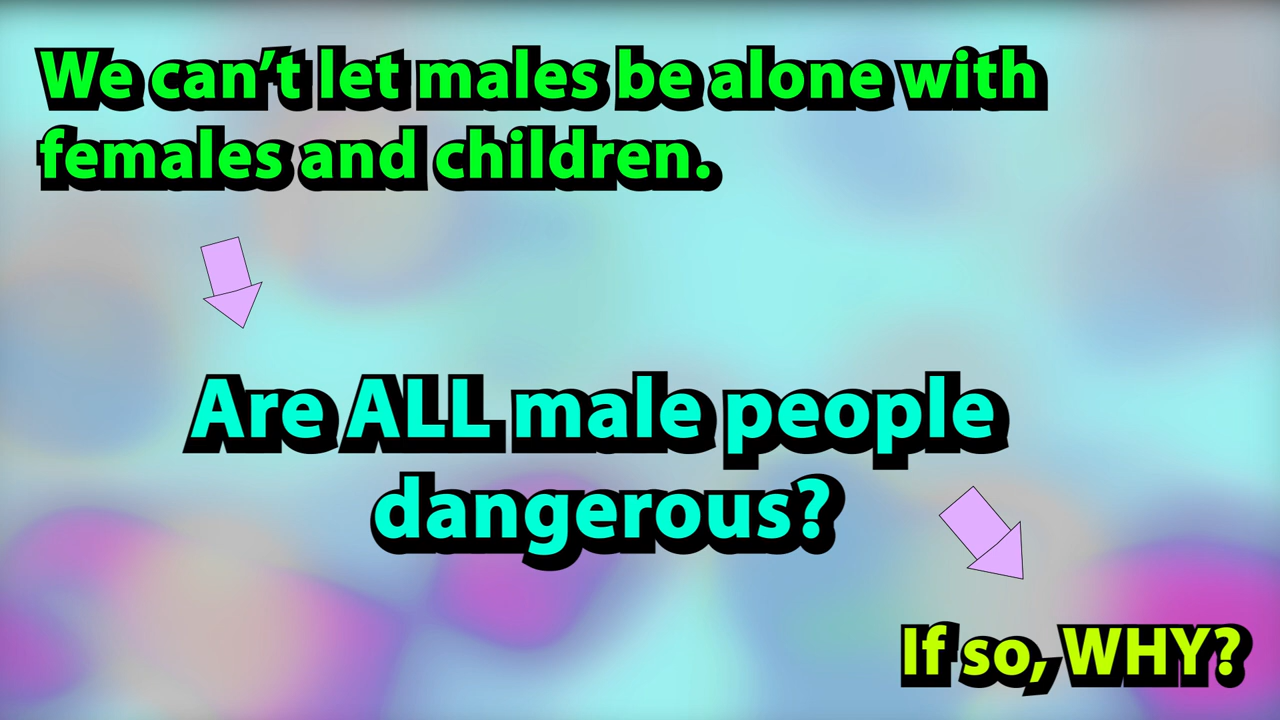 We can’t let males be alone with
females and children.
Are ALL male people
dangerous?
If so, WHY?